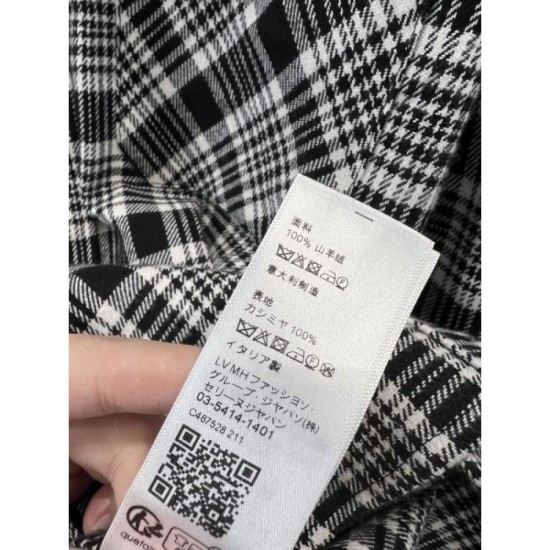 面料
100% 山羊绒
意大利制造
表地
カシミヤ 100%
イタリア製
LVMHファッション・
グループ・ジャパン(株)
セリーヌジャパン
03-5414-1401
C467528 211